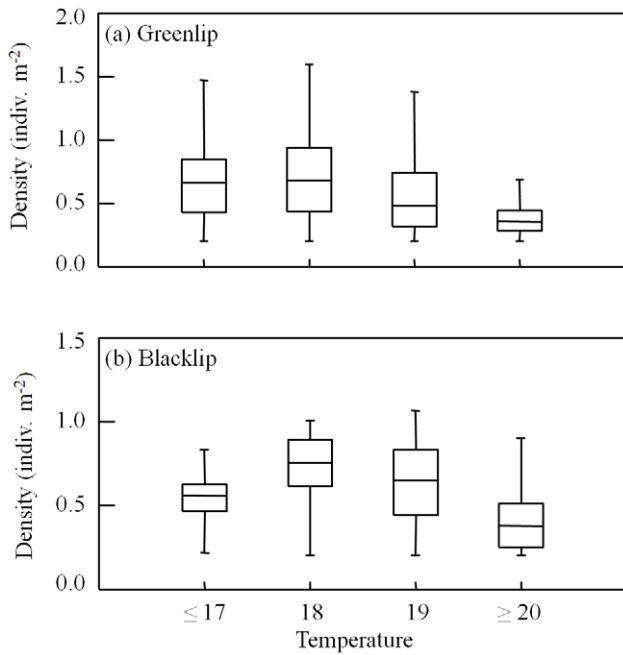 (a) Greenlip
Density (indiv. m-2)
2.0
1.5
1.0
0.5
0.0
(b) Blacklip
Density (indiv. m-2)
1.5
1.0
0.5
0.0
≤ 17 18 19 ≥ 20
Temperature